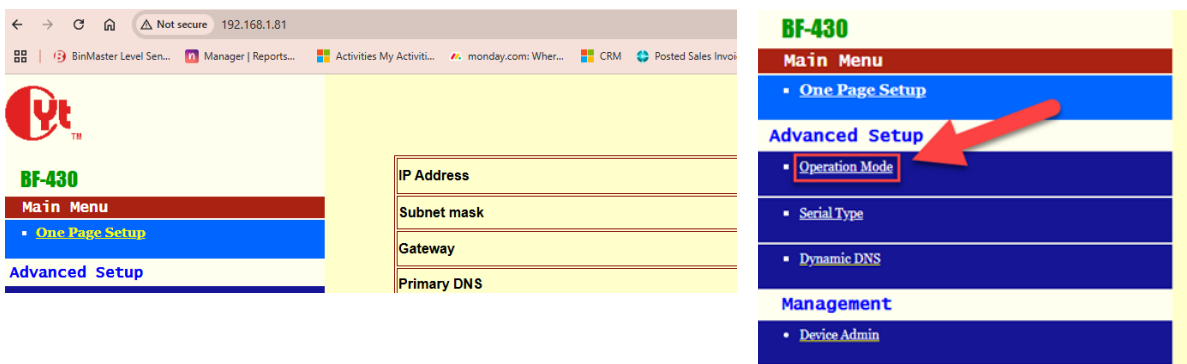 Not secure 192.168.1.81
BinMaster Level Sen... Manager | Reports... Activities My Activiti... monday.com: Wher... CRM Posted Sales Invoi
Cyt
TM
BF-430
Main Menu
One Page Setup
Advanced Setup
IP Address
Subnet mask
Gateway
Primary DNS
BF-430
Main Menu
One Page Setup
Advanced Setup
Operation Mode
Serial Type
Dynamic DNS
Management
Device Admin